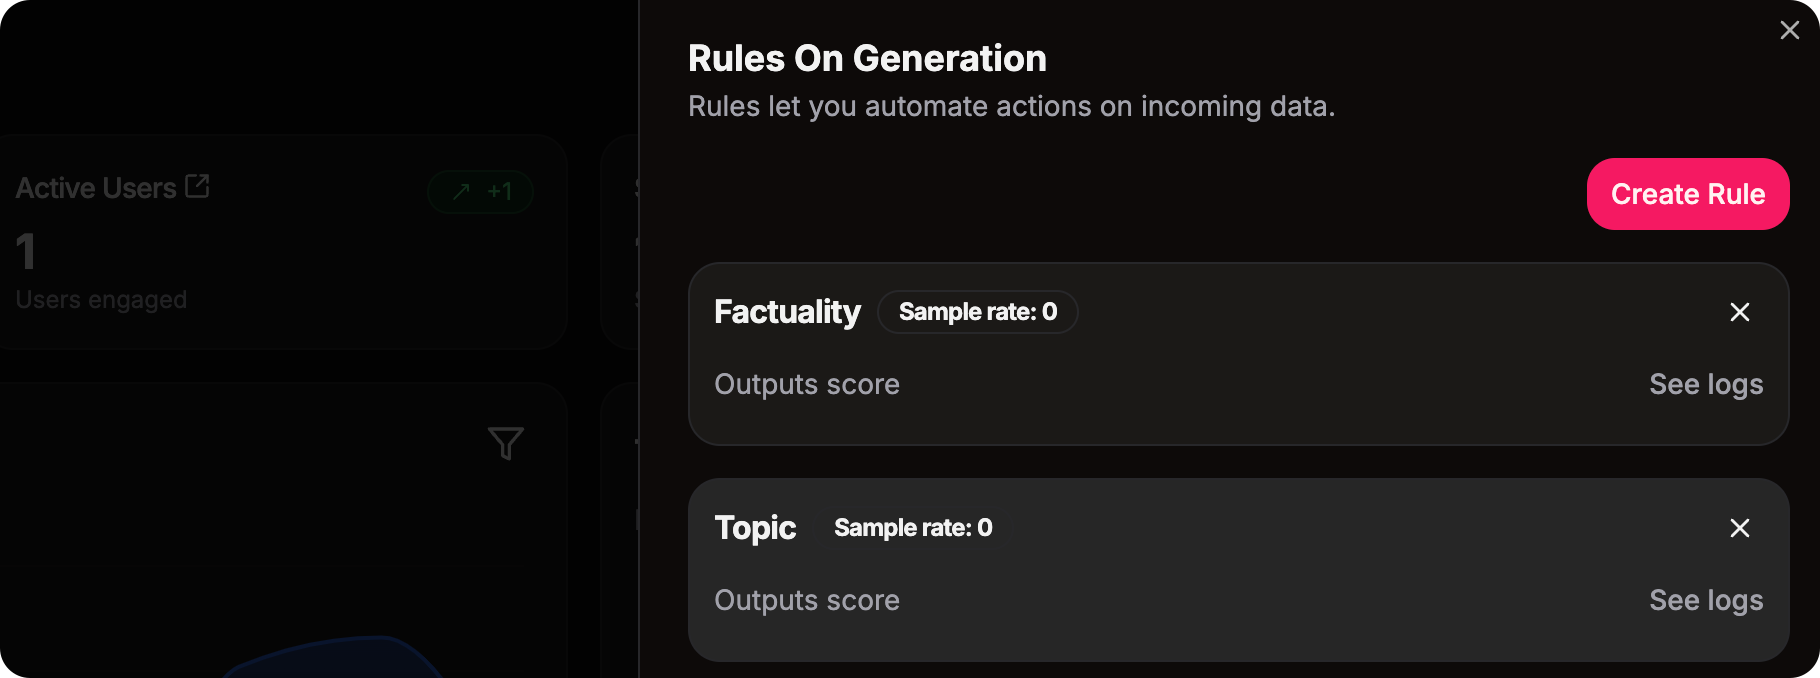 Rules On Generation
Rules let you automate actions on incoming data.
Create Rule
Active Users
+1
1
Users engaged
Factuality
Sample rate: 0
Outputs score
See logs
Topic
Sample rate: 0
Outputs score
See logs